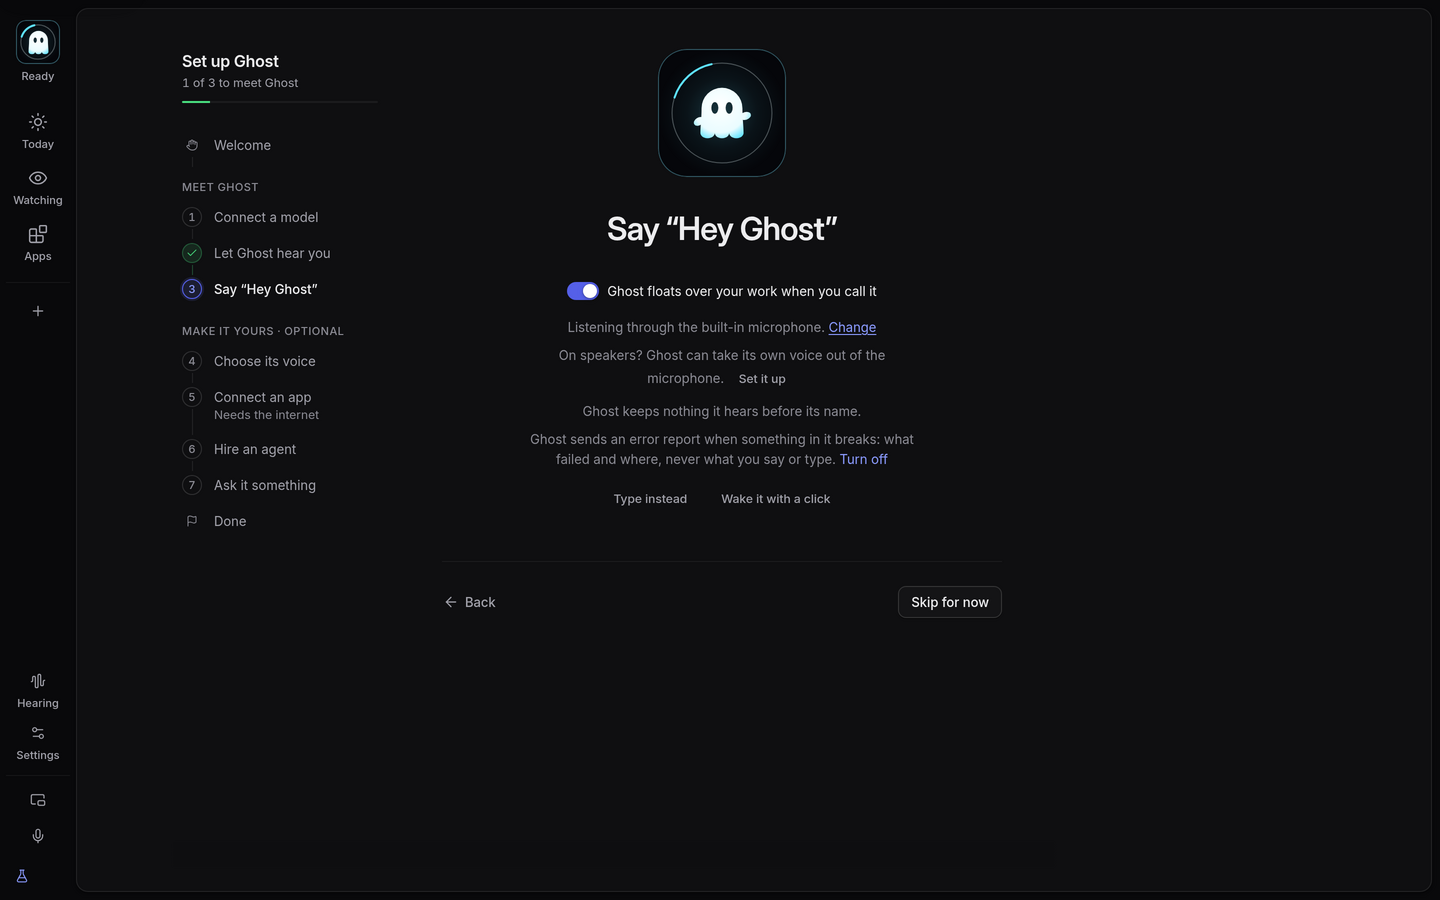 Ready
Today
Watching
Apps
Hearing
Settings
Set up Ghost
1 of 3 to meet Ghost
Welcome
MEET GHOST
1 Connect a model
Let Ghost hear you
3 Say “Hey Ghost”
MAKE IT YOURS · OPTIONAL
4 Choose its voice
5 Connect an app
Needs the internet
6 Hire an agent
7 Ask it something
Done
Say “Hey Ghost”
Ghost floats over your work when you call it
Listening through the built-in microphone. Change
On speakers? Ghost can take its own voice out of the
microphone. Set it up
Ghost keeps nothing it hears before its name.
Ghost sends an error report when something in it breaks: what
failed and where, never what you say or type. Turn off
Type instead Wake it with a click
Back Skip for now